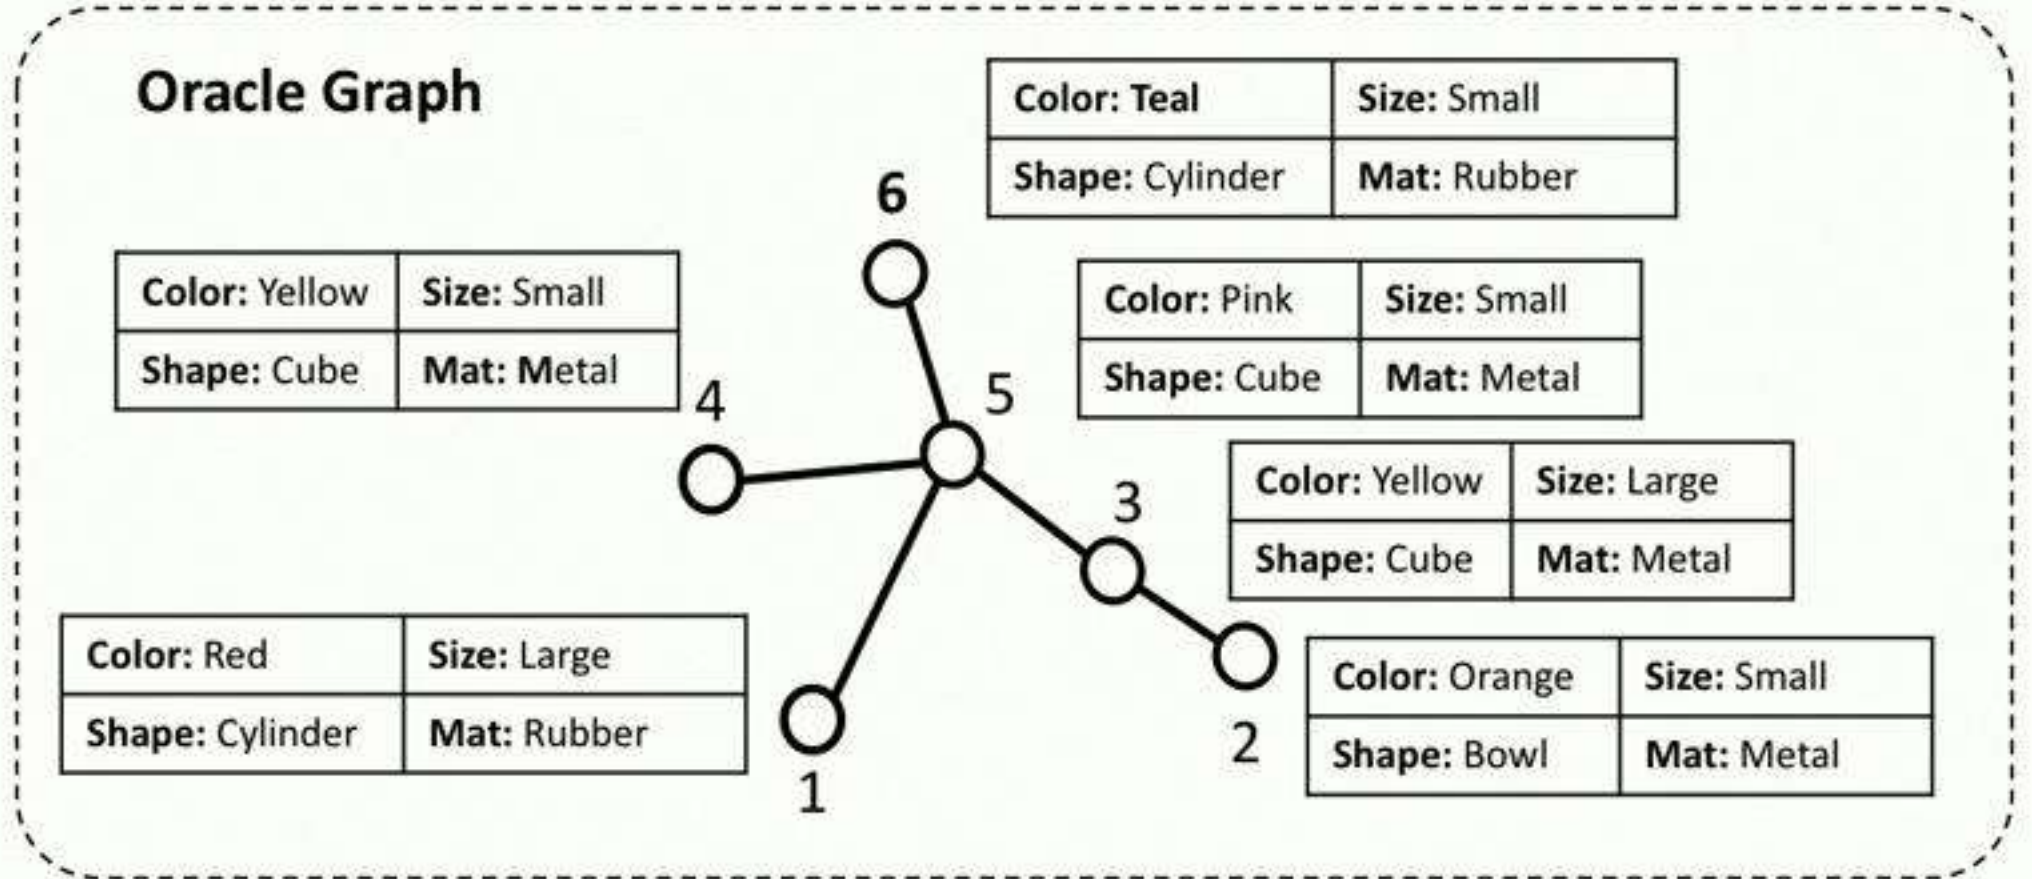 Oracle Graph
Color: Teal Size: Small
Shape: Cylinder Mat: Rubber
6
Color: Yellow Size: Small
Shape: Cube Mat: Metal
4
Color: Pink Size: Small
Shape: Cube Mat: Metal
5
Color: Yellow Size: Large
Shape: Cube Mat: Metal
3
Color: Red Size: Large
Shape: Cylinder Mat: Rubber
1
Color: Orange Size: Small
Shape: Bowl Mat: Metal
2